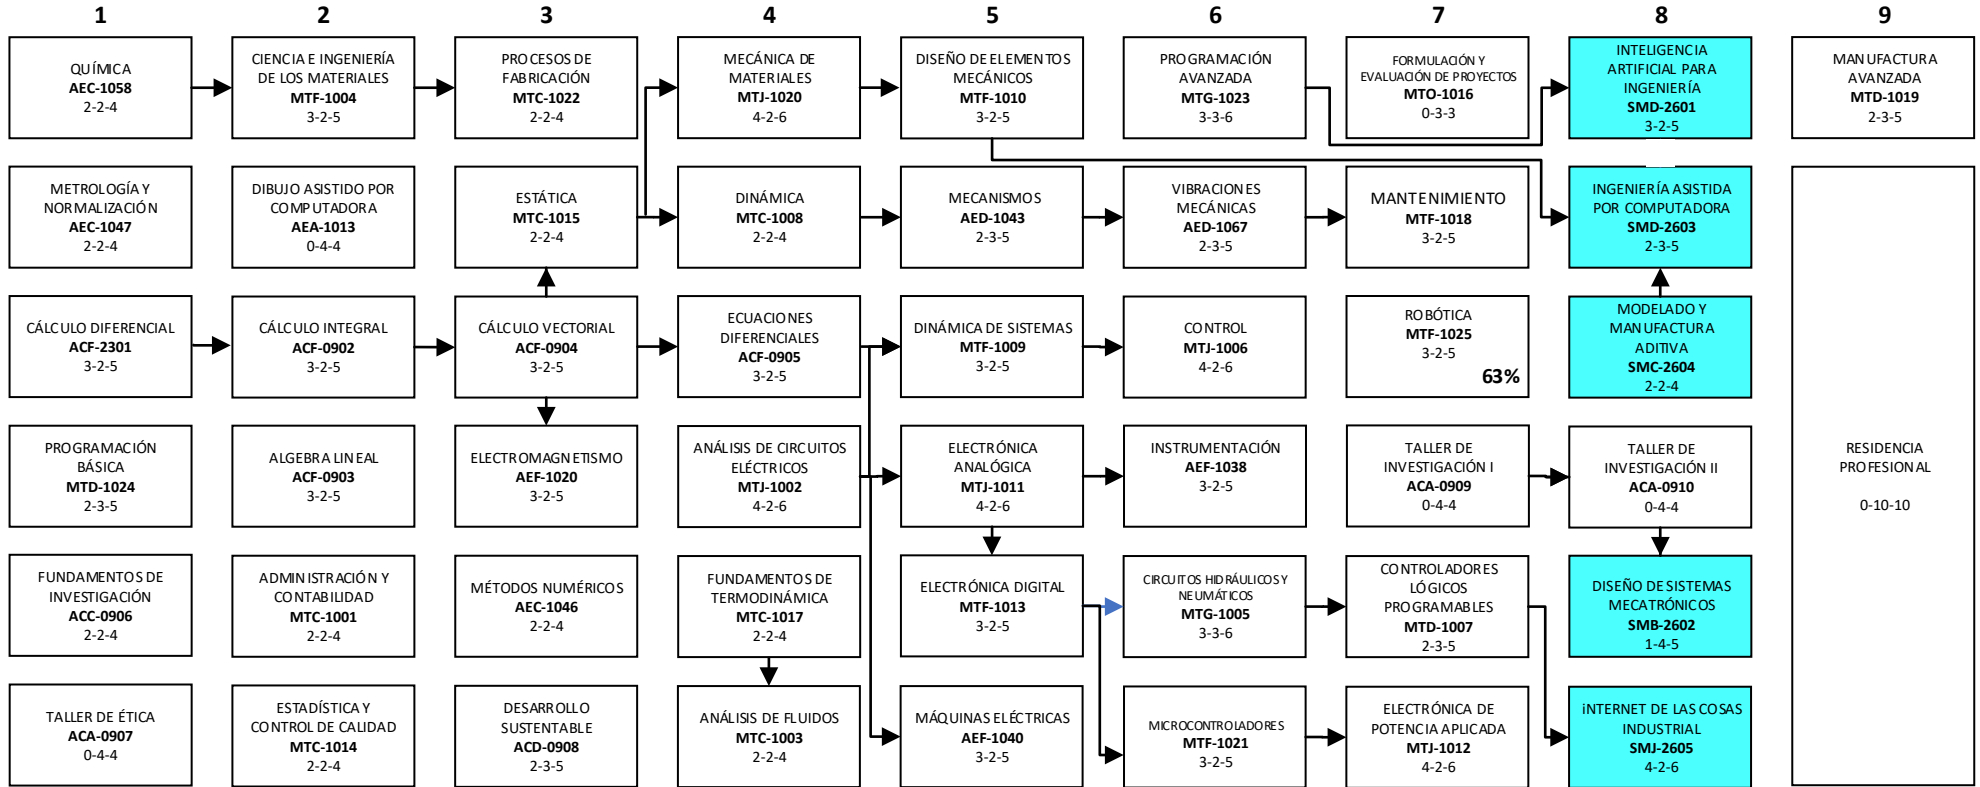 1 2 3 4 5 6 7 8 9
QUÍMICA
AEC-1058
2-2-4
CIENCIA E INGENIERÍA
DE LOS MATERIALES
MTF-1004
3-2-5
PROCESOS DE
FABRICACIÓN
MTC-1022
2-2-4
MECÁNICA DE
MATERIALES
MTJ-1020
4-2-6
DISEÑO DE ELEMENTOS
MECÁNICOS
MTF-1010
3-2-5
PROGRAMACIÓN
AVANZADA
MTG-1023
3-3-6
FORMULACIÓN Y
EVALUACIÓN DE PROYECTOS
MTO-1016
0-3-3
INTELIGENCIA
ARTIFICIAL PARA
INGENIERÍA
SMD-2601
3-2-5
MANUFACTURA
AVANZADA
MTD-1019
2-3-5
METROLOGÍA Y
NORMALIZACIÓN
AEC-1047
2-2-4
DIBUJO ASISTIDO POR
COMPUTADORA
AEA-1013
0-4-4
ESTÁTICA
MTC-1015
2-2-4
DINÁMICA
MTC-1008
2-2-4
MECANISMOS
AED-1043
2-3-5
VIBRACIONES
MECÁNICAS
AED-1067
2-3-5
MANTENIMIENTO
MTF-1018
3-2-5
INGENIERÍA ASISTIDA
POR COMPUTADORA
SMD-2603
2-3-5
CÁLCULO DIFERENCIAL
ACF-2301
3-2-5
CÁLCULO INTEGRAL
ACF-0902
3-2-5
CÁLCULO VECTORIAL
ACF-0904
3-2-5
ECUACIONES
DIFERENCIALES
ACF-0905
3-2-5
DINÁMICA DE SISTEMAS
MTF-1009
3-2-5
CONTROL
MTJ-1006
4-2-6
ROBÓTICA
MTF-1025
3-2-5
63%
MODELADO Y
MANUFACTURA
ADITIVA
SMC-2604
2-2-4
PROGRAMACIÓN
BÁSICA
MTD-1024
2-3-5
ALGEBRA LINEAL
ACF-0903
3-2-5
ELECTROMAGNETISMO
AEF-1020
3-2-5
ANÁLISIS DE CIRCUITOS
ELÉCTRICOS
MTJ-1002
4-2-6
ELECTRÓNICA
ANALÓGICA
MTJ-1011
4-2-6
INSTRUMENTACIÓN
AEF-1038
3-2-5
TALLER DE
INVESTIGACIÓN I
ACA-0909
0-4-4
TALLER DE
INVESTIGACIÓN II
ACA-0910
0-4-4
RESIDENCIA
PROFESIONAL
0-10-10
FUNDAMENTOS DE
INVESTIGACIÓN
ACC-0906
2-2-4
ADMINISTRACIÓN Y
CONTABILIDAD
MTC-1001
2-2-4
MÉTODOS NUMÉRICOS
AEC-1046
2-2-4
FUNDAMENTOS DE
TERMODINÁMICA
MTC-1017
2-2-4
ELECTRÓNICA DIGITAL
MTF-1013
3-2-5
CIRCUITOS HIDRÁULICOS Y
NEUMÁTICOS
MTG-1005
3-3-6
CONTROLADORES
LÓGICOS
PROGRAMABLES
MTD-1007
2-3-5
DISEÑO DE SISTEMAS
MECATRÓNICOS
SMB-2602
1-4-5
TALLER DE ÉTICA
ACA-0907
0-4-4
ESTADÍSTICA Y
CONTROL DE CALIDAD
MTC-1014
2-2-4
DESARROLLO
SUSTENTABLE
ACD-0908
2-3-5
ANÁLISIS DE FLUIDOS
MTC-1003
2-2-4
MÁQUINAS ELÉCTRICAS
AEF-1040
3-2-5
MICROCONTROLADORES
MTF-1021
3-2-5
ELECTRÓNICA DE
POTENCIA APLICADA
MTJ-1012
4-2-6
iNTERNET DE LAS COSAS
INDUSTRIAL
SMJ-2605
4-2-6